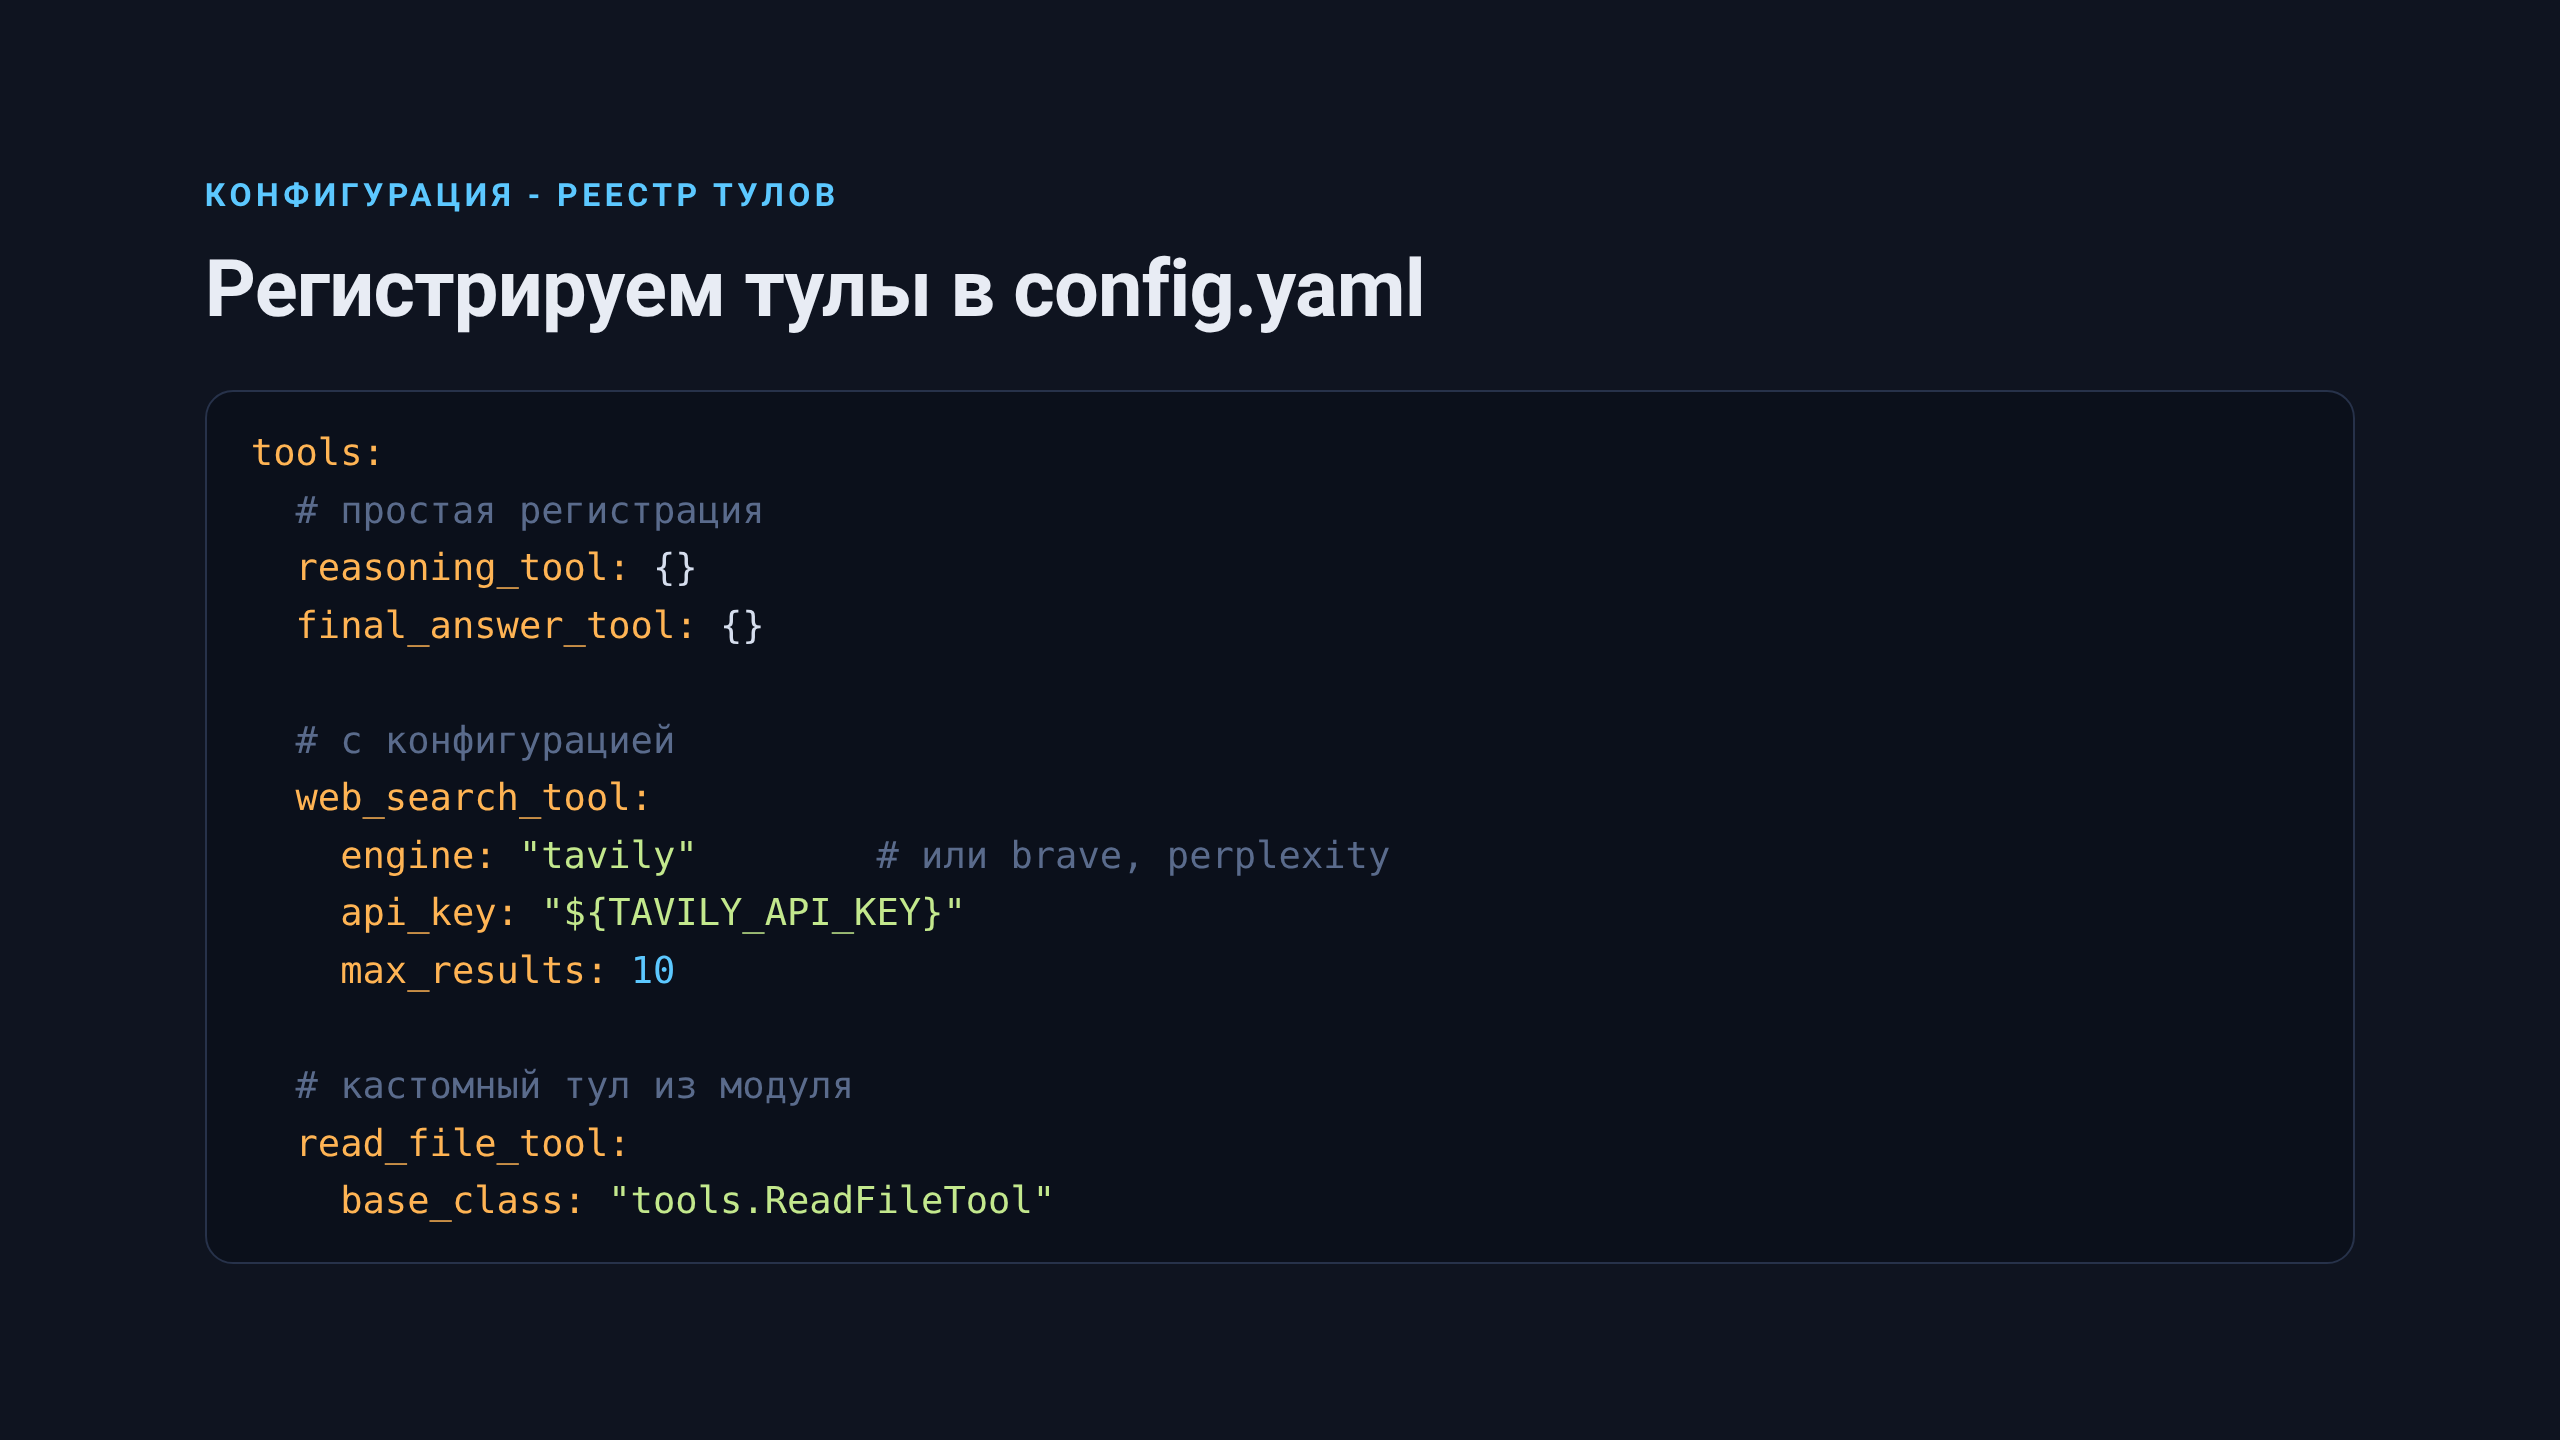 КОНФИГУРАЦИЯ - РЕЕСТР ТУЛОВ
Регистрируем тулы в config.yaml
tools:
  # простая регистрация
  reasoning_tool: {}
  final_answer_tool: {}

  # с конфигурацией
  web_search_tool:
    engine: "tavily"        # или brave, perplexity
    api_key: "${TAVILY_API_KEY}"
    max_results: 10

  # кастомный тул из модуля
  read_file_tool:
    base_class: "tools.ReadFileTool"